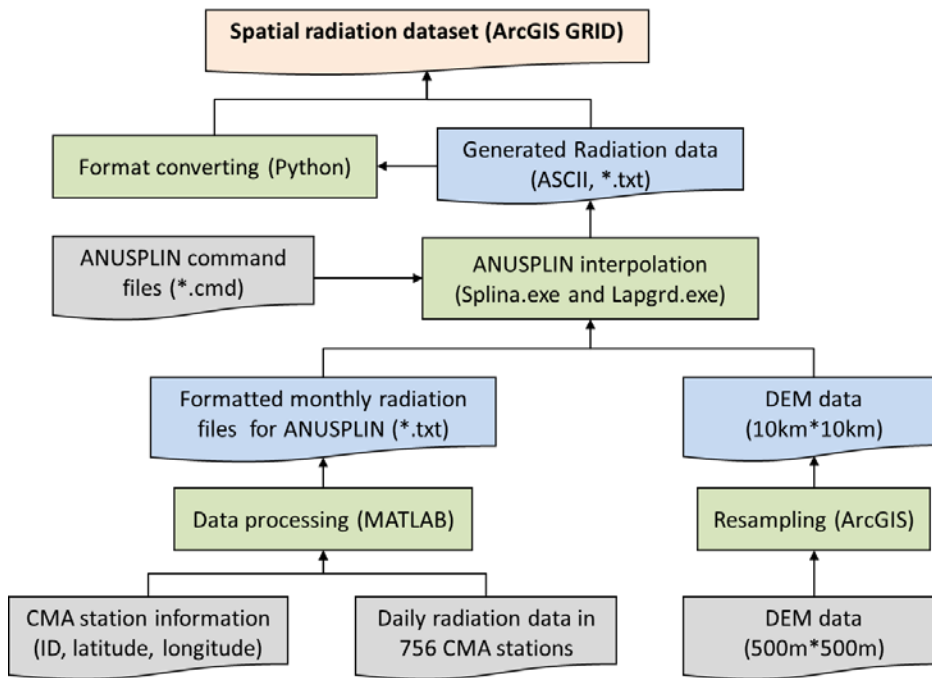 Spatial radiation dataset (ArcGIS GRID)
Format converting (Python)
Generated Radiation data
(ASCII, *.txt)
ANUSPLIN command
files (*.cmd)
ANUSPLIN interpolation
(Splina.exe and Lapgrd.exe)
Formatted monthly radiation
files for ANUSPLIN (*.txt)
DEM data
(10km*10km)
Data processing (MATLAB)
Resampling (ArcGIS)
CMA station information
(ID, latitude, longitude)
Daily radiation data in
756 CMA stations
DEM data
(500m*500m)